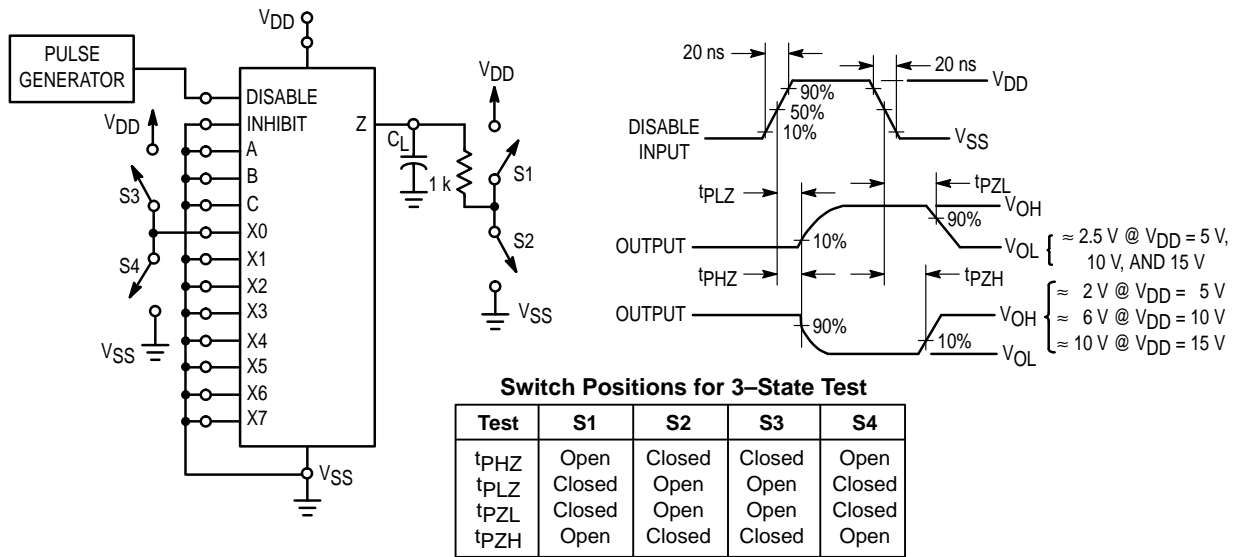 PULSE
GENERATOR
VDD
DISABLE
INHIBIT
A
B
C
X0
X1
X2
X3
X4
X5
X6
X7
Z
VDD
S3
S4
VSS
VSS
CL
1 k
VDD
S1
S2
VSS
20 ns
20 ns
VDD
90%
50%
10%
DISABLE
INPUT
VSS
tPLZ
tPZL
VOH
90%
OUTPUT
10%
VOL
≈ 2.5 V @ VDD = 5 V,
10 V, AND 15 V
tPHZ
tPZH
OUTPUT
90%
10%
VOH
VOL
≈ 2 V @ VDD = 5 V
≈ 6 V @ VDD = 10 V
≈ 10 V @ VDD = 15 V
Switch Positions for 3–State Test
Test S1 S2 S3 S4
tPHZ Open Closed Closed Open
tPLZ Closed Open Open Closed
tPZL Closed Open Open Closed
tPZH Open Closed Closed Open